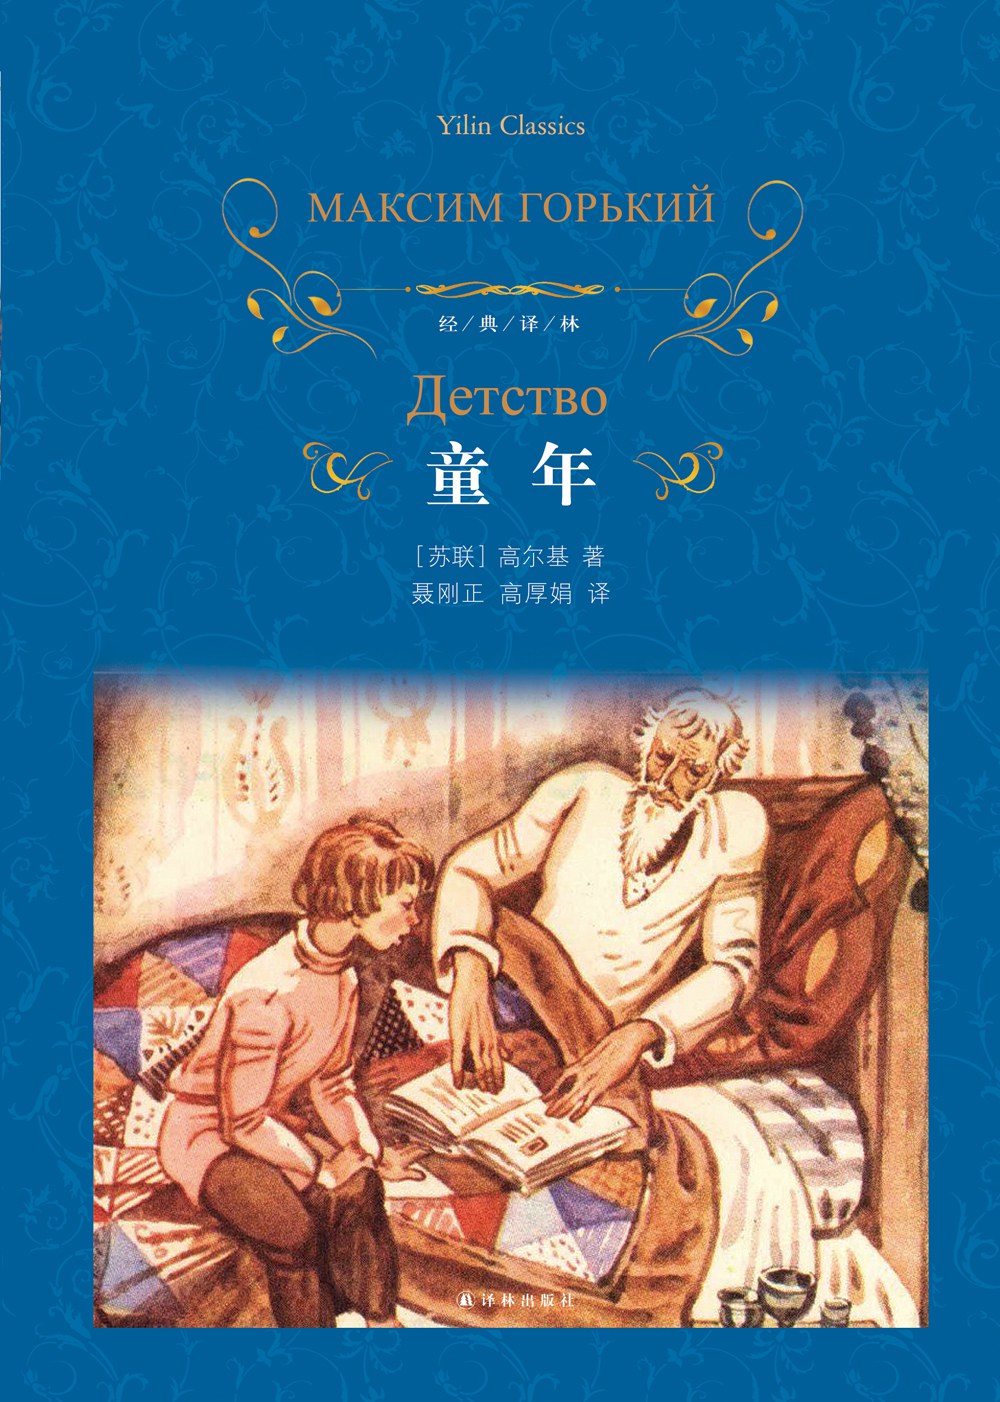 Yilin Classics
МАКСИМ ГОРЬКИЙ
经/典/译/林
Детство
童年
[苏联] 高尔基 著
聂刚正 高厚娟 译
译林出版社